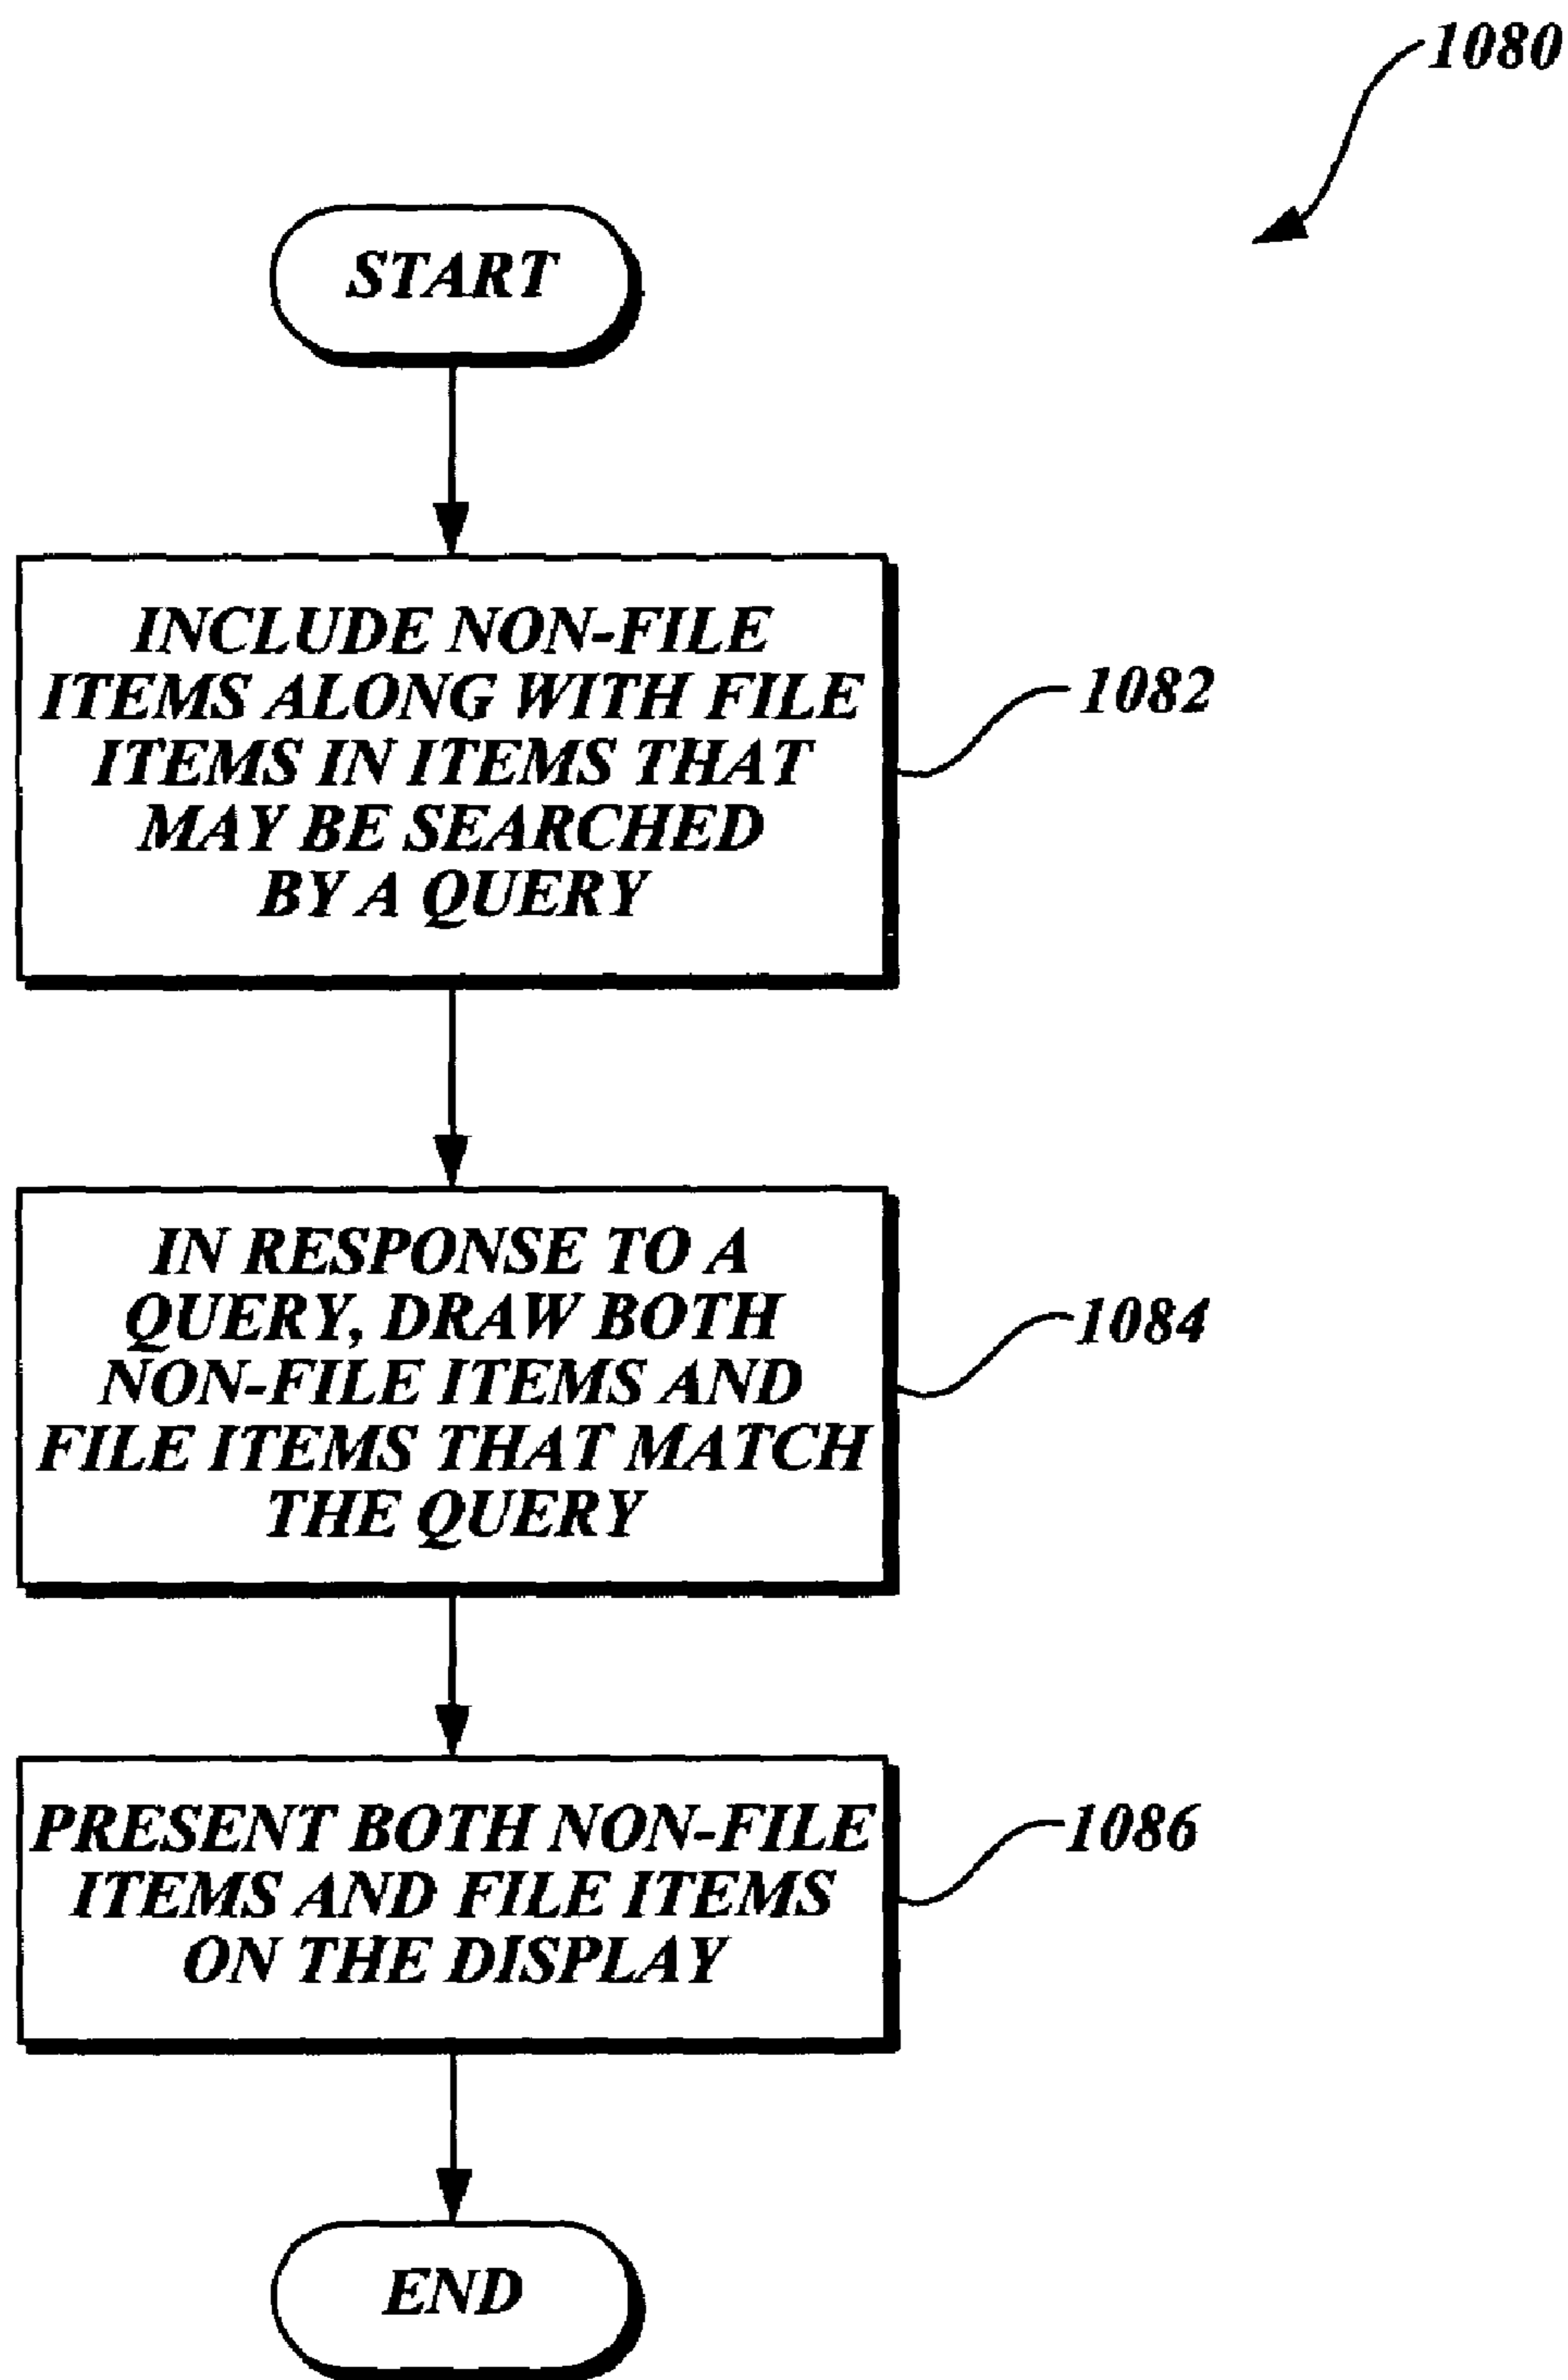 1080
START
INCLUDE NON-FILE
ITEMS ALONG WITH FILE
ITEMS IN ITEMS THAT
MAY BE SEARCHED
BY A QUERY
1082
IN RESPONSE TO A
QUERY, DRAW BOTH
NON-FILE ITEMS AND
FILE ITEMS THAT MATCH
THE QUERY
1084
PRESENT BOTH NON-FILE
ITEMS AND FILE ITEMS
ON THE DISPLAY
1086
END